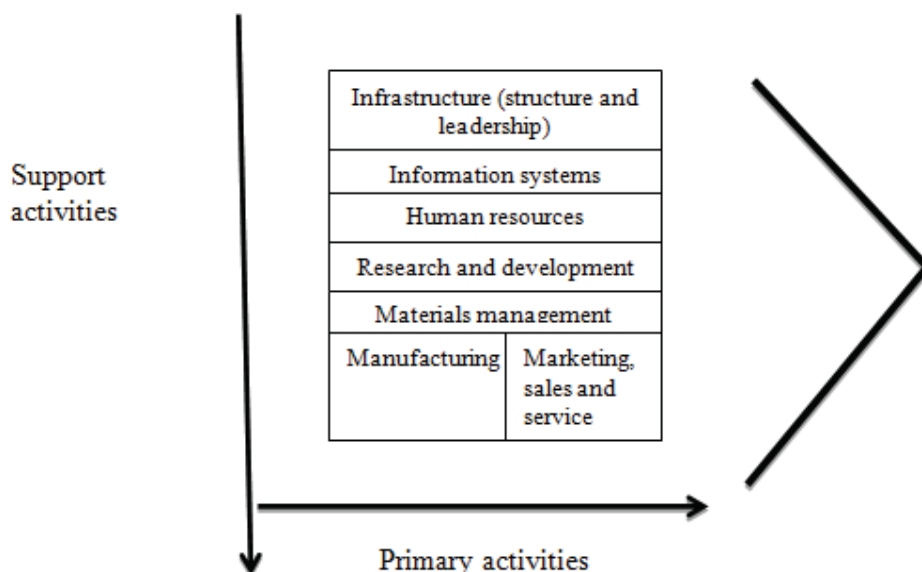 Support
activities
Infrastructure (structure and
leadership)
Information systems
Human resources
Research and development
Materials management
Manufacturing
Marketing,
sales and
service
Primary activities